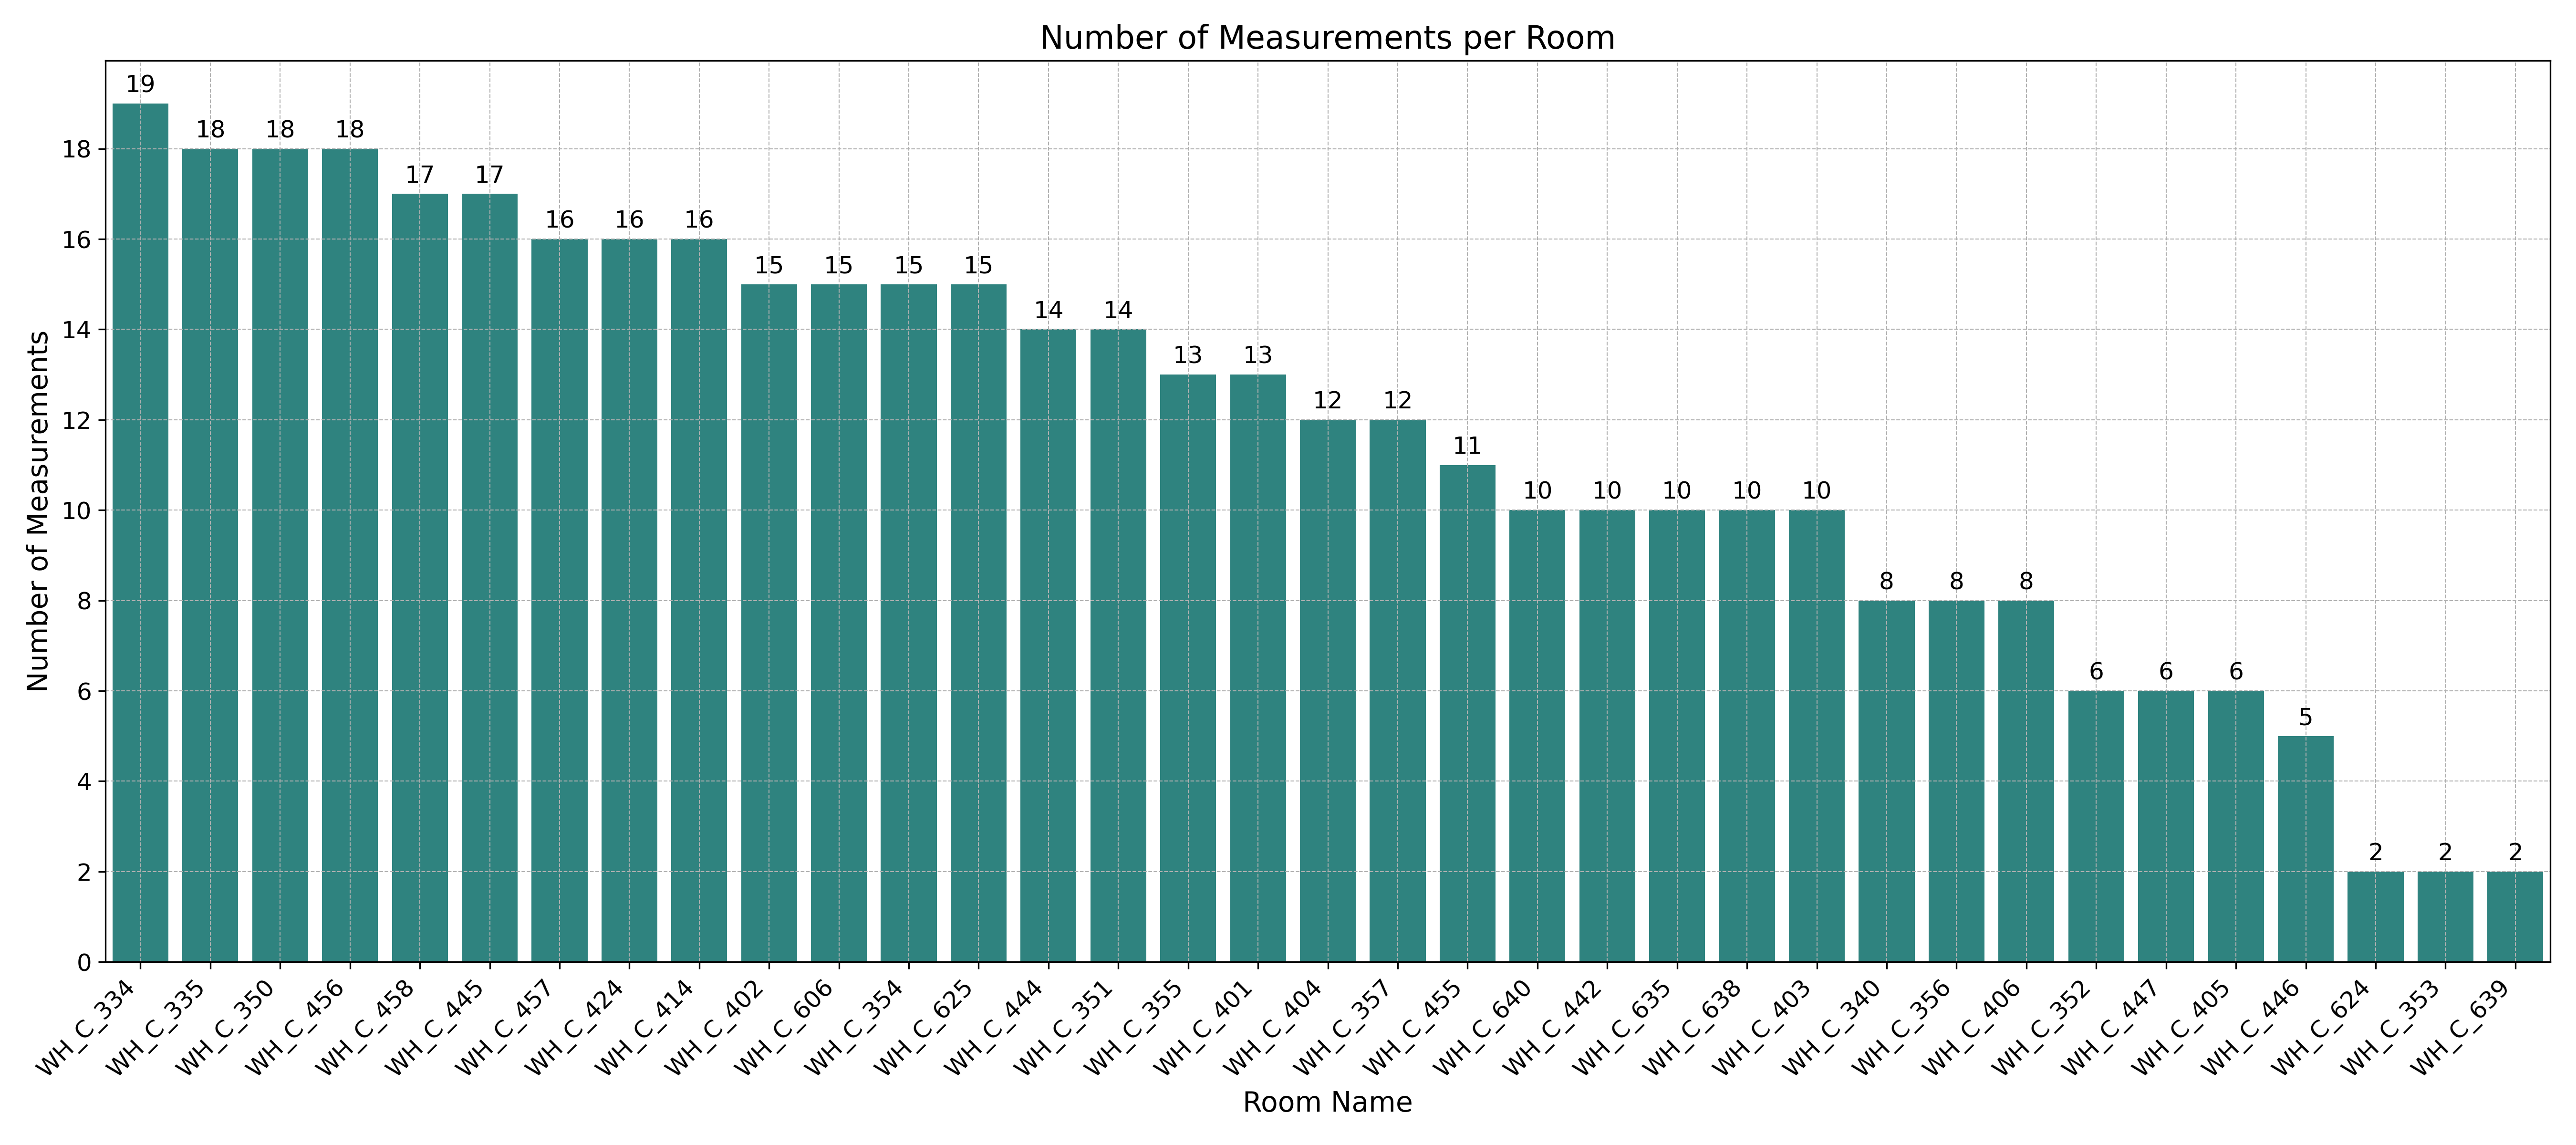 Number of Measurements per Room
Number of Measurements
18
16
14
12
10
8
6
4
2
0
19
18
18
18
17
17
16
16
16
15
15
15
15
14
14
13
13
12
12
11
10
10
10
10
10
8
8
8
6
6
6
5
2
2
2
WH_C_334
WH_C_335
WH_C_350
WH_C_456
WH_C_458
WH_C_445
WH_C_457
WH_C_424
WH_C_414
WH_C_402
WH_C_606
WH_C_354
WH_C_625
WH_C_444
WH_C_351
WH_C_355
WH_C_401
WH_C_404
WH_C_357
WH_C_455
WH_C_640
WH_C_442
WH_C_635
WH_C_638
WH_C_403
WH_C_340
WH_C_356
WH_C_406
WH_C_352
WH_C_447
WH_C_405
WH_C_446
WH_C_624
WH_C_353
WH_C_639
Room Name